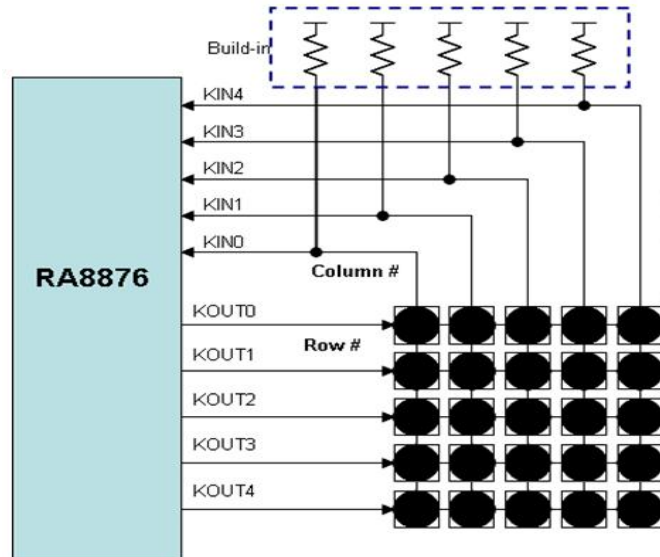 Build-in
KIN4
KIN3
KIN2
KIN1
KIN0
Column #
RA8876
KOUT0
Row #
KOUT1
KOUT2
KOUT3
KOUT4